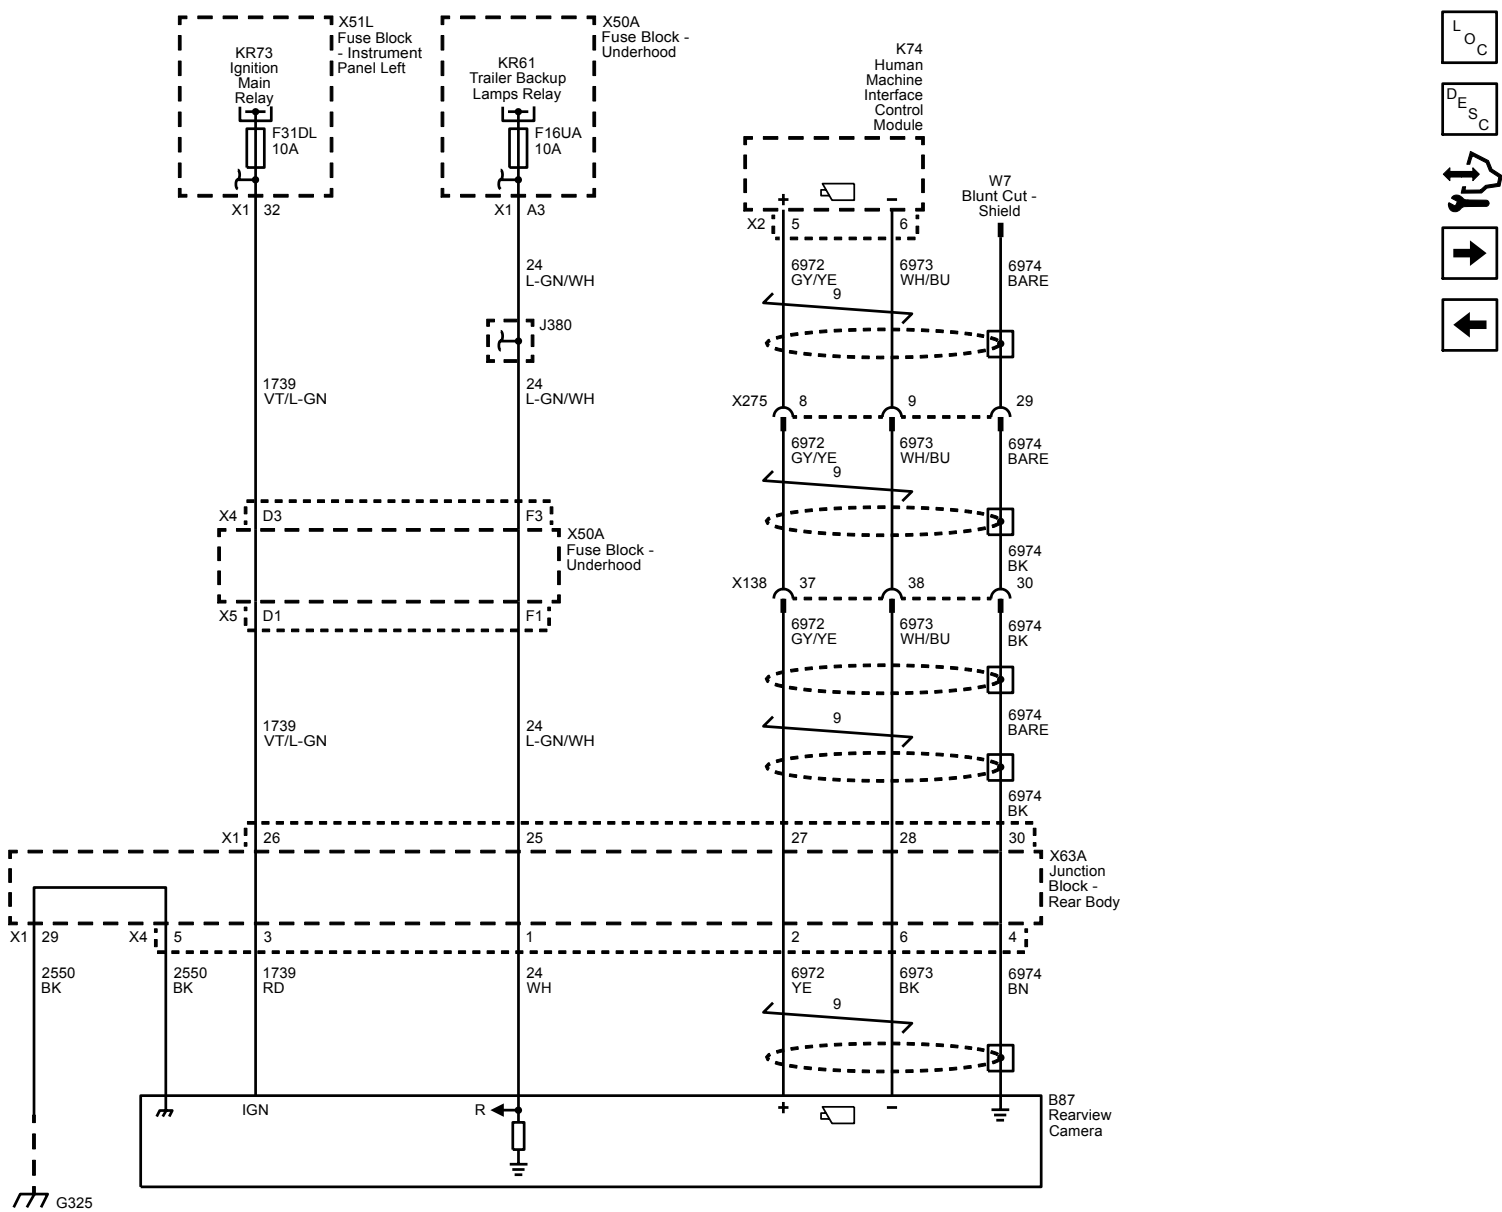 X51L
Fuse Block
- Instrument
Panel Left
KR73
Ignition
Main
Relay
F31DL
10A
X1 32
X50A
Fuse Block -
Underhood
KR61
Trailer Backup
Lamps Relay
F16UA
10A
X1 A3
K74
Human
Machine
Interface
Control
Module
+ −
X2 5 6
W7
Blunt Cut -
Shield
L
O
C
D
E
S
C
24
L-GN/WH
6972
GY/YE
6973
WH/BU
6974
BARE
9
J380
1739
VT/L-GN
24
L-GN/WH
X275 8 9 29
6972
GY/YE
6973
WH/BU
6974
BARE
9
X4 D3 F3
X50A
Fuse Block -
Underhood
6974
BK
X138 37 38 30
X5 D1 F1
6972
GY/YE
6973
WH/BU
6974
BK
1739
VT/L-GN
24
L-GN/WH
9
6974
BARE
6974
BK
X1 26 25 27 28 30
X63A
Junction
Block -
Rear Body
X1 29 X4 5 3 1 2 6 4
2550
BK
2550
BK
1739
RD
24
WH
6972
YE
6973
BK
6974
BN
9
IGN R + −
B87
Rearview
Camera
G325